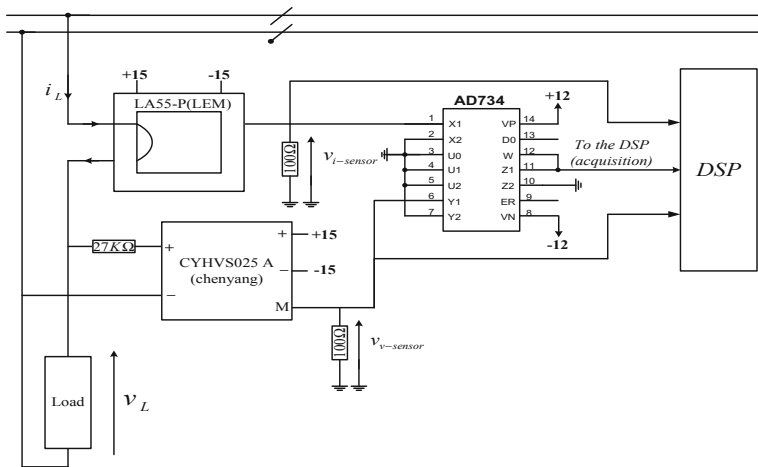 +15
-15
i_L
LA55-P(LEM)
100Ω
v_{i-sensor}
AD734
1 X1 VP 14 +12
2 X2 D0 13
3 U0 W 12
4 U1 Z1 11
5 U2 Z2 10
6 Y1 ER 9
7 Y2 VN 8
-12
To the DSP
(acquisition)
DSP
27KΩ
+ + +15
CYHVS025 A − -15
(chenyang)
− M
100Ω
v_{v-sensor}
Load
v_L